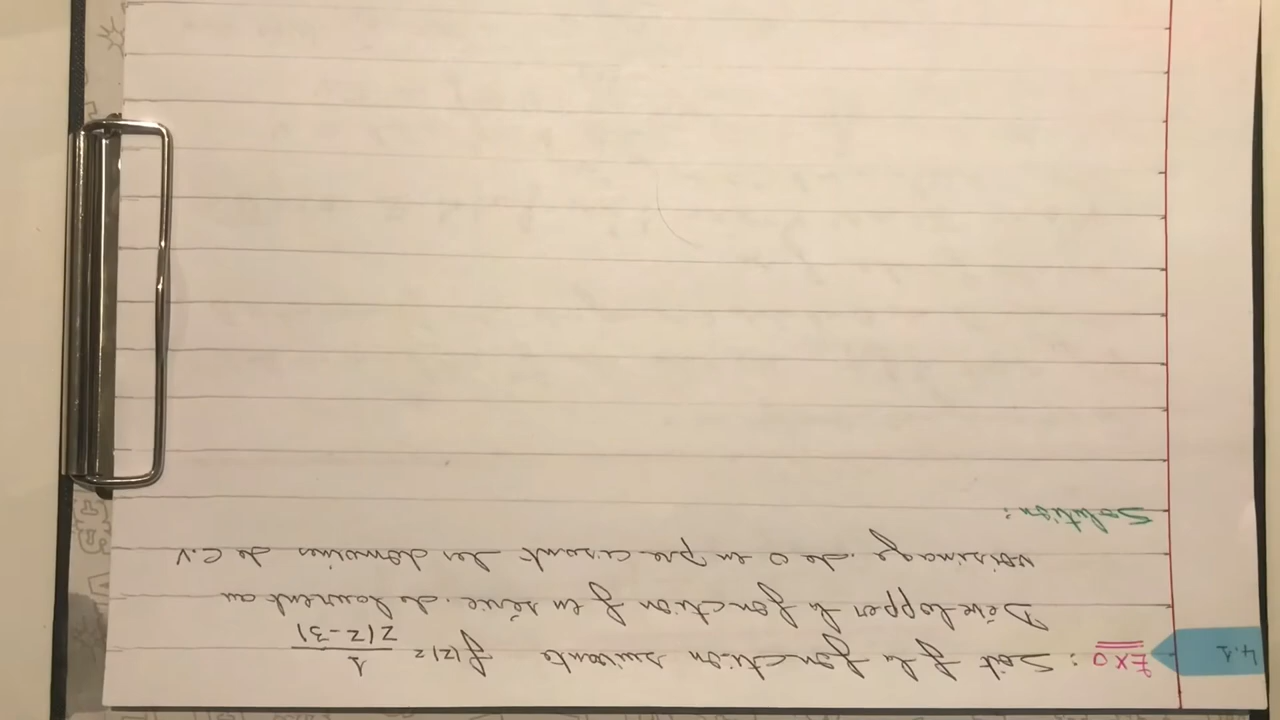 4.1
Exo : Soit f la fonction suivante f(z) = 1 / z(z-3)
Développer la fonction f en série de laurent au
voisinage de 0 en précisant les domaines de C.V
Solution :